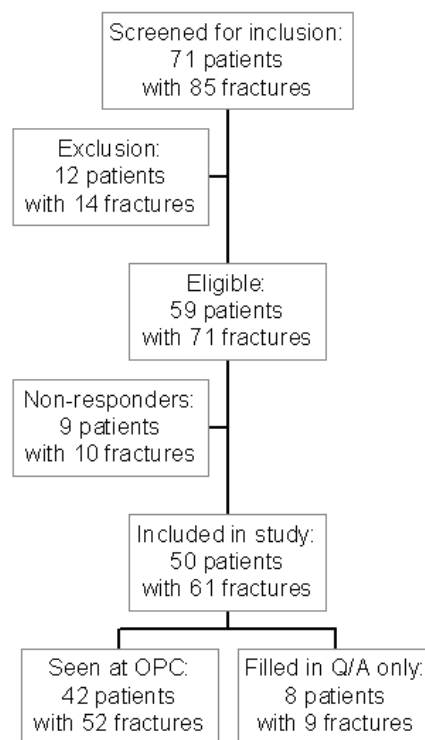 Screened for inclusion:
71 patients
with 85 fractures
Exclusion:
12 patients
with 14 fractures
Eligible:
59 patients
with 71 fractures
Non-responders:
9 patients
with 10 fractures
Included in study:
50 patients
with 61 fractures
Seen at OPC:
42 patients
with 52 fractures
Filled in Q/A only:
8 patients
with 9 fractures